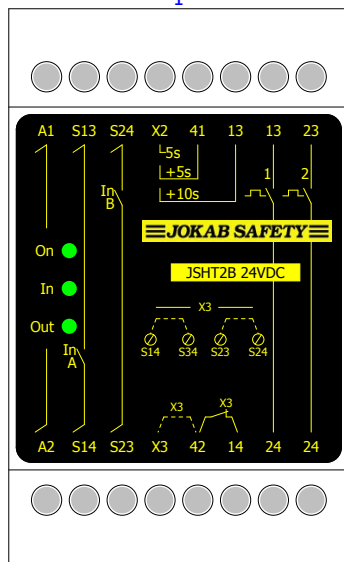 1
A1 S13 S24 X2 41 13 13 23
5s
+5s
+10s
1 2
In
B
JOKAB SAFETY
On
JSHT2B 24VDC
In
X3
Out
In
A
S14 S34 S23 S24
X3 X3
A2 S14 S23 X3 42 14 24 24